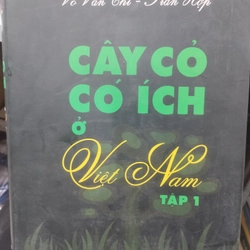 Võ Văn Chi - Trần Hợp
CÂY CỎ
CÓ ÍCH
Ở
Việt Nam
TẬP 1